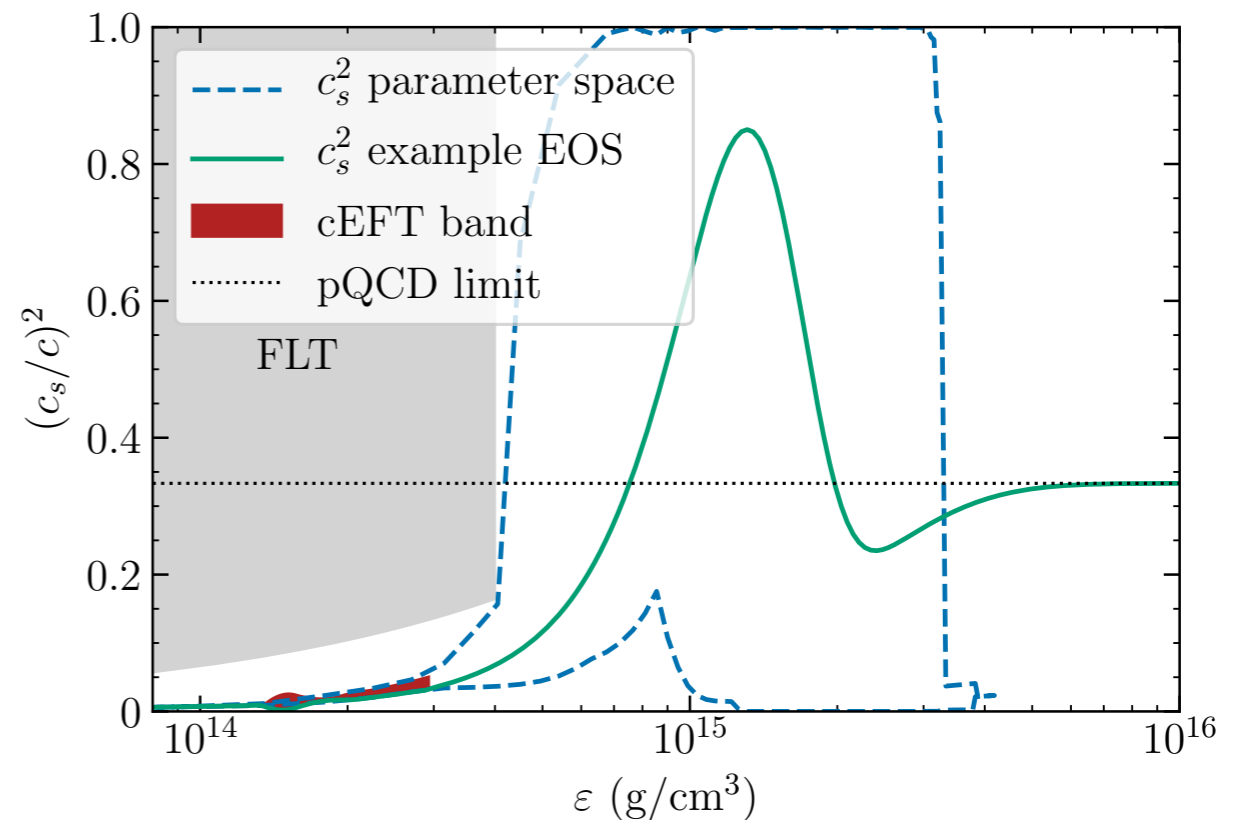 1.0
0.8
0.6
0.4
0.2
0
(c_s/c)^2
c_s^2 parameter space
c_s^2 example EOS
cEFT band
pQCD limit
FLT
10^14
10^15
10^16
ε (g/cm^3)